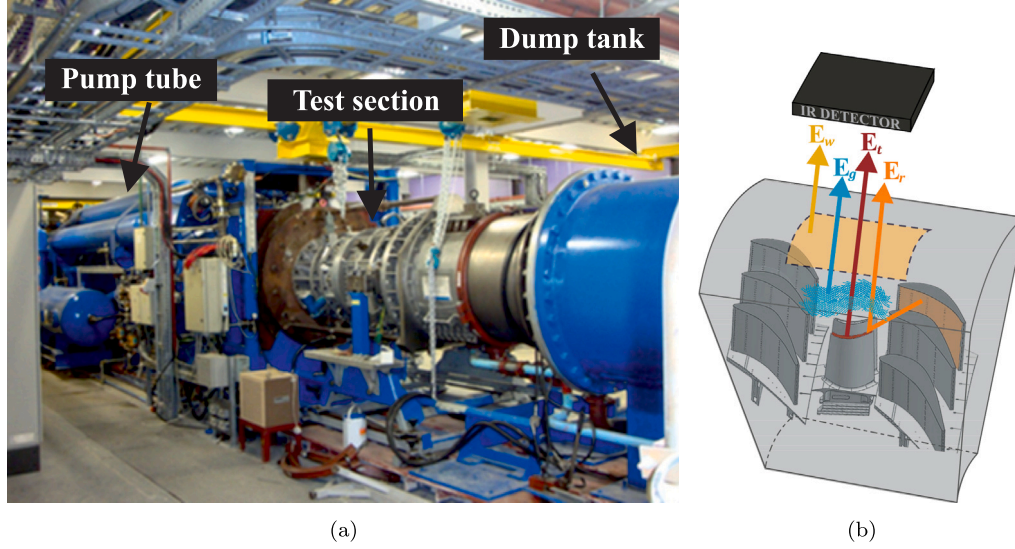 Dump tank
Pump tube
Test section
IR DETECTOR
E_w
E_g
E_t
E_r
(a)
(b)